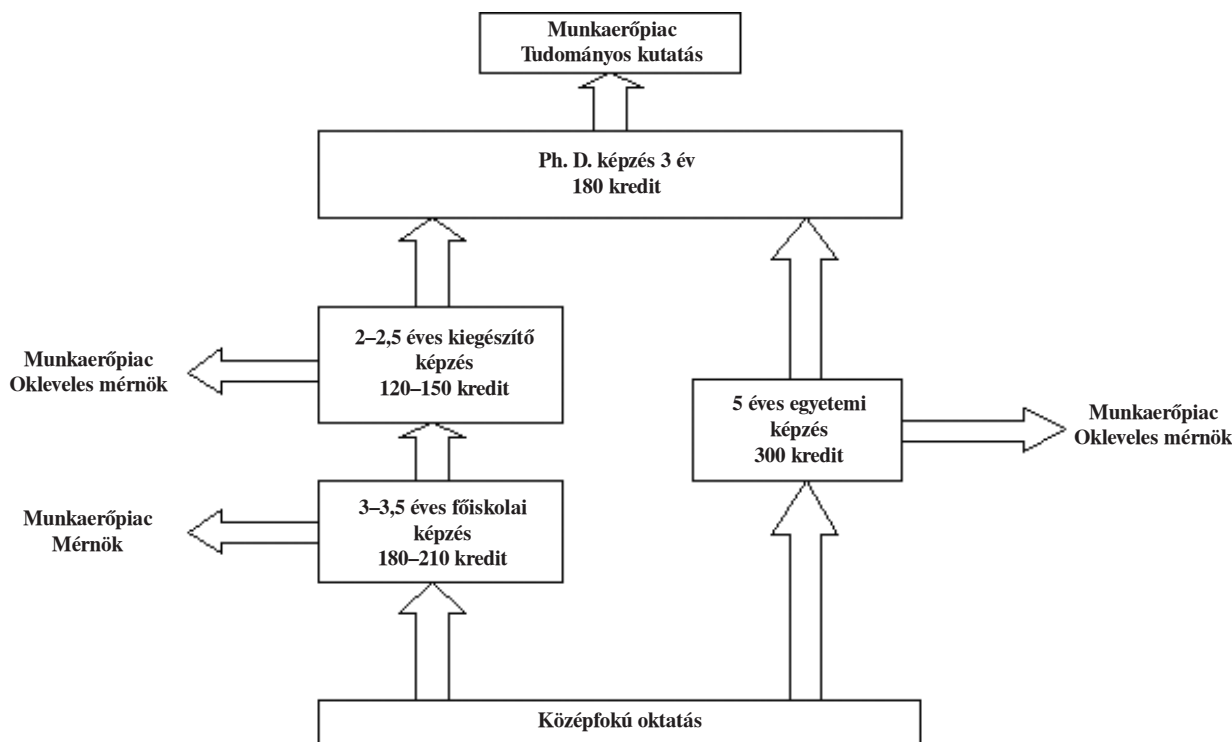 Munkaerőpiac
Tudományos kutatás
Ph. D. képzés 3 év
180 kredit
2–2,5 éves kiegészítő
képzés
120–150 kredit
Munkaerőpiac
Okleveles mérnök
5 éves egyetemi
képzés
300 kredit
Munkaerőpiac
Okleveles mérnök
3–3,5 éves főiskolai
képzés
180–210 kredit
Munkaerőpiac
Mérnök
Középfokú oktatás